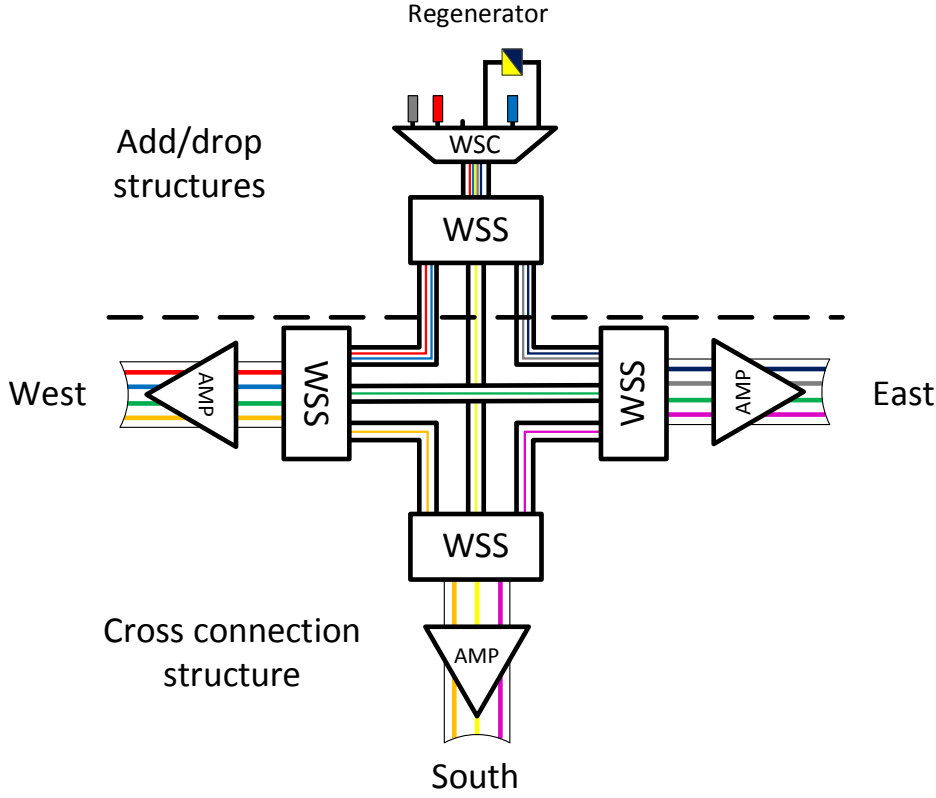 Regenerator
Add/drop
structures
WSC
WSS
West
AMP
WSS
WSS
AMP
East
WSS
Cross connection
structure
AMP
South